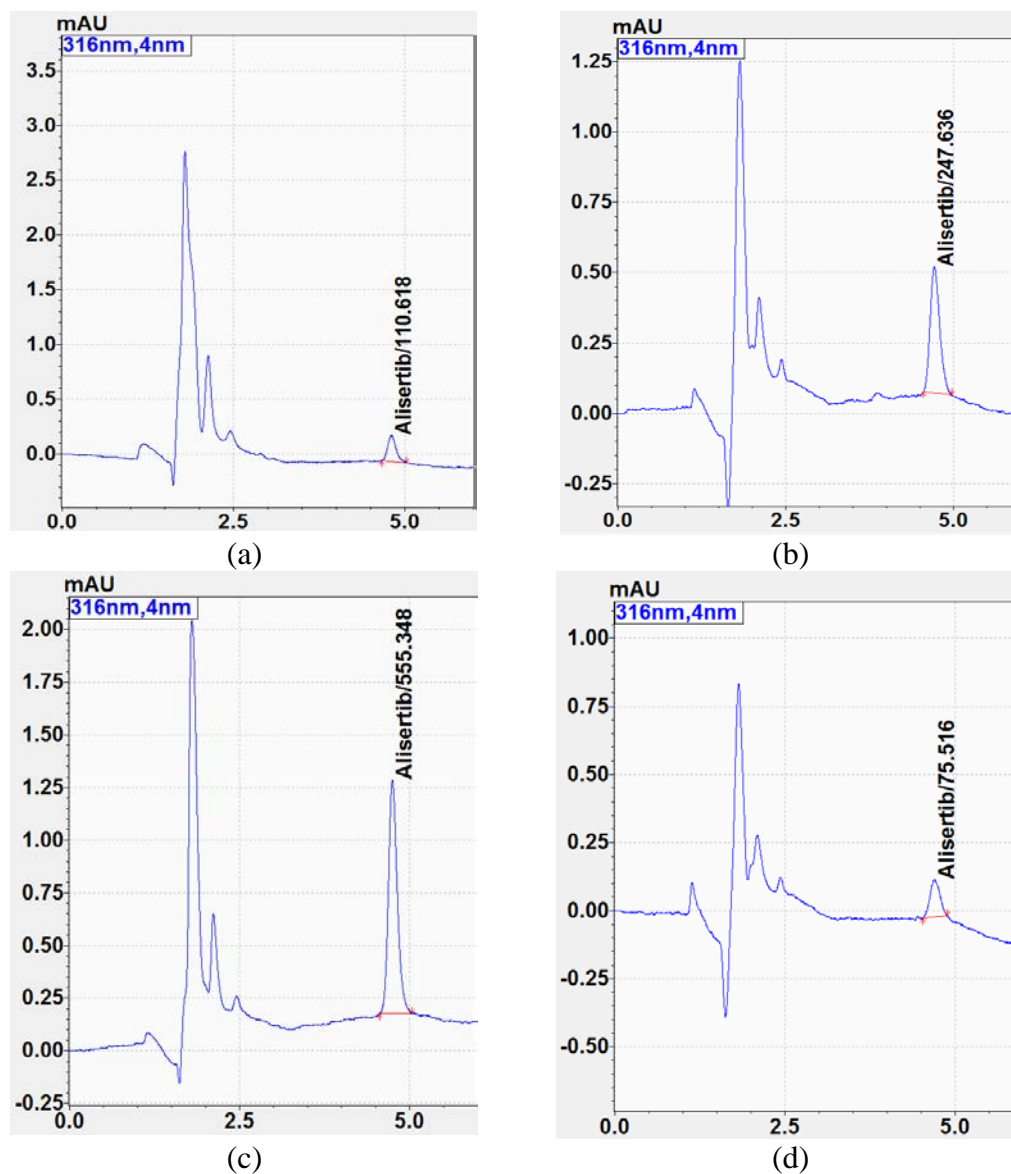 mAU
316nm,4nm
3.5
3.0
2.5
2.0
1.5
1.0
0.5
0.0
Alisertib/110.618
0.0 2.5 5.0
(a)
mAU
316nm,4nm
1.25
1.00
0.75
0.50
0.25
0.00
-0.25
Alisertib/247.636
0.0 2.5 5.0
(b)
mAU
316nm,4nm
2.00
1.75
1.50
1.25
1.00
0.75
0.50
0.25
0.00
-0.25
Alisertib/555.348
0.0 2.5 5.0
(c)
mAU
316nm,4nm
1.00
0.75
0.50
0.25
0.00
-0.25
-0.50
Alisertib/75.516
0.0 2.5 5.0
(d)